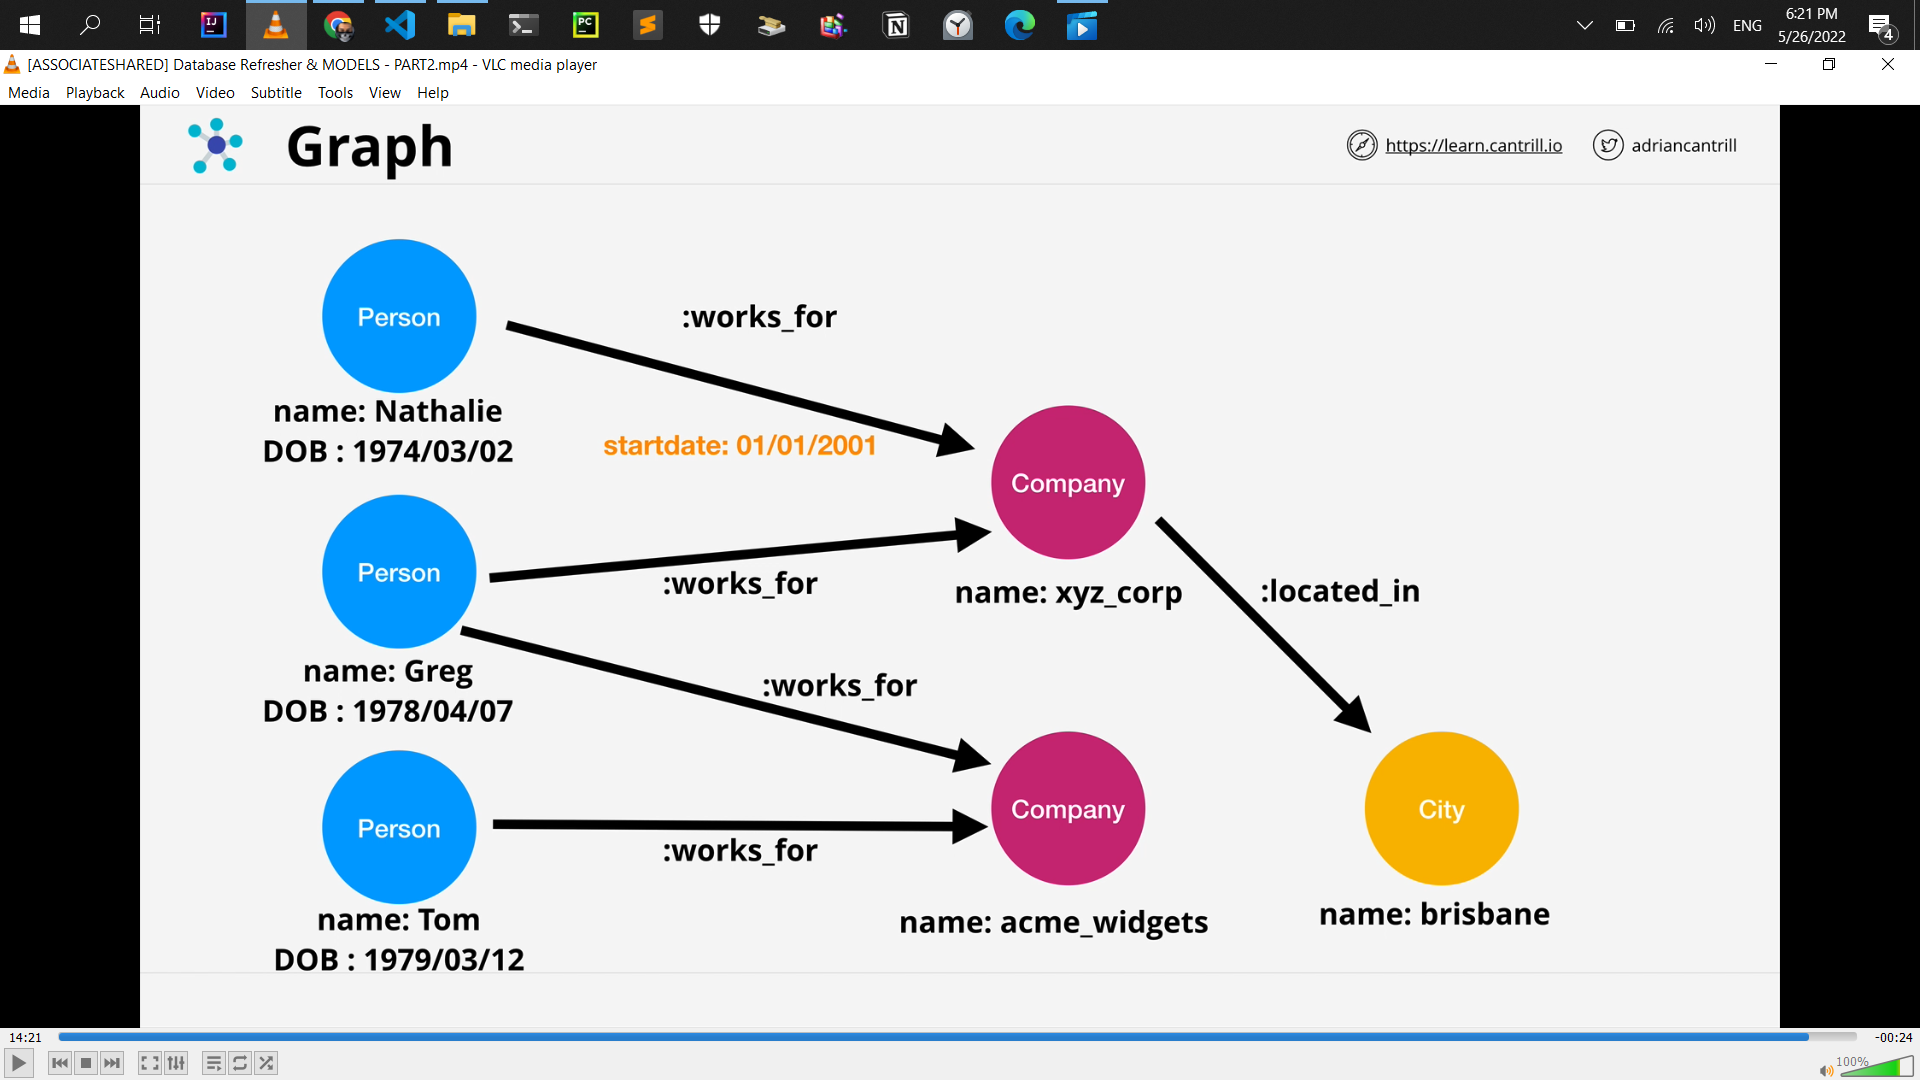 ENG
6:21 PM
5/26/2022
4
IJ
PC
[ASSOCIATESHARED] Database Refresher & MODELS - PART2.mp4 - VLC media player
Media Playback Audio Video Subtitle Tools View Help
Graph
https://learn.cantrill.io
adriancantrill
Person
name: Nathalie
DOB : 1974/03/02
:works_for
startdate: 01/01/2001
Company
name: xyz_corp
Person
name: Greg
DOB : 1978/04/07
:works_for
:works_for
:located_in
Person
name: Tom
DOB : 1979/03/12
:works_for
Company
name: acme_widgets
City
name: brisbane
14:21
-00:24
100%